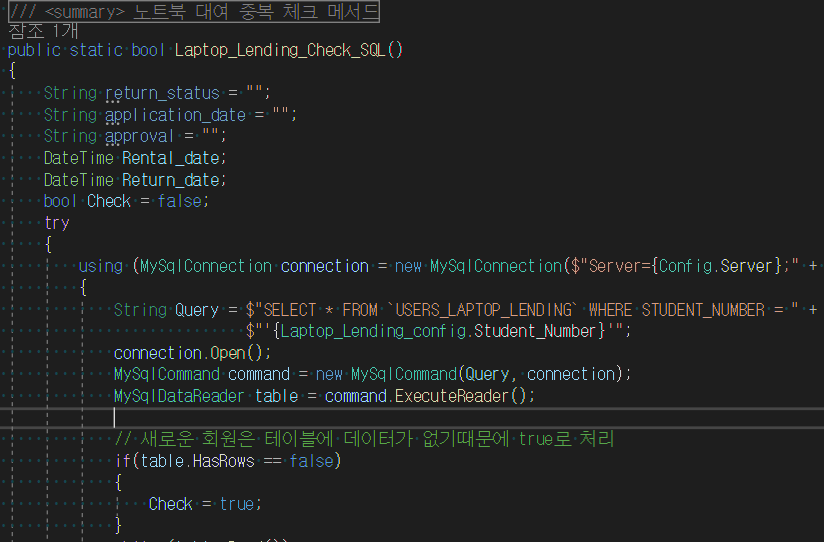 /// <summary> 노트북 대여 중복 체크 메서드
참조 1개
public static bool Laptop_Lending_Check_SQL()
{
String return_status = "";
String application_date = "";
String approval = "";
DateTime Rental_date;
DateTime Return_date;
bool Check = false;
try
{
using (MySqlConnection connection = new MySqlConnection($"Server={Config.Server};" +
{
String Query = $"SELECT * FROM `USERS_LAPTOP_LENDING` WHERE STUDENT_NUMBER = " +
$"'{Laptop_Lending_config.Student_Number}'";
connection.Open();
MySqlCommand command = new MySqlCommand(Query, connection);
MySqlDataReader table = command.ExecuteReader();
// 새로운 회원은 테이블에 데이터가 없기때문에 true로 처리
if(table.HasRows == false)
{
Check = true;
}